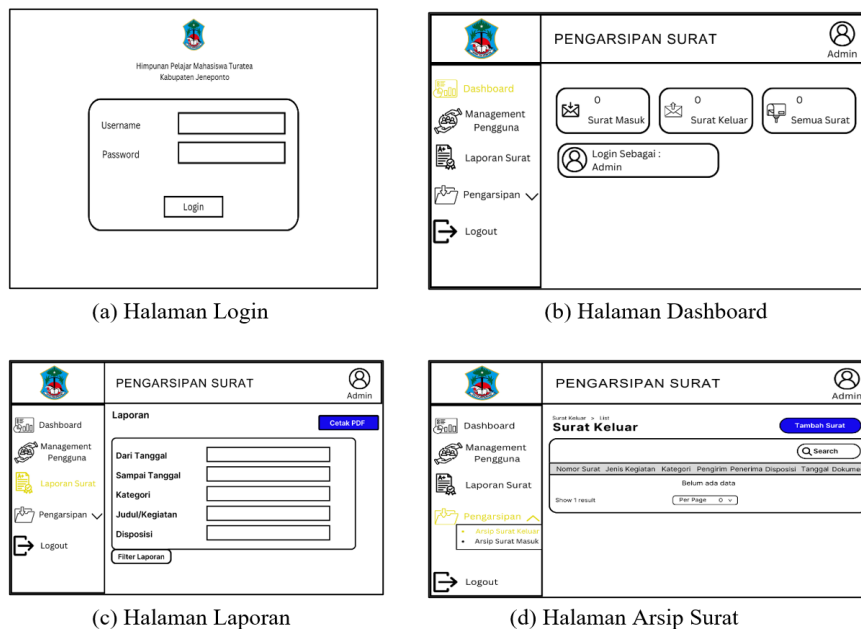 Himpunan Pelajar Mahasiswa Turatea
Kabupaten Jeneponto
Username
Password
Login
(a) Halaman Login
PENGARSIPAN SURAT
Admin
Dashboard
Management
Pengguna
Laporan Surat
Pengarsipan
Logout
0
Surat Masuk
0
Surat Keluar
0
Semua Surat
Login Sebagai :
Admin
(b) Halaman Dashboard
PENGARSIPAN SURAT
Admin
Dashboard
Management
Pengguna
Laporan Surat
Pengarsipan
Logout
Laporan
Cetak PDF
Dari Tanggal
Sampai Tanggal
Kategori
Judul/Kegiatan
Disposisi
Filter Laporan
(c) Halaman Laporan
PENGARSIPAN SURAT
Admin
Dashboard
Management
Pengguna
Laporan Surat
Pengarsipan
Arsip Surat Keluar
Arsip Surat Masuk
Logout
Surat Keluar > List
Surat Keluar
Tambah Surat
Search
Nomor Surat Jenis Kegiatan Kategori Pengirim Penerima Disposisi Tanggal Dokume
Belum ada data
Show 1 result
Per Page 0
(d) Halaman Arsip Surat